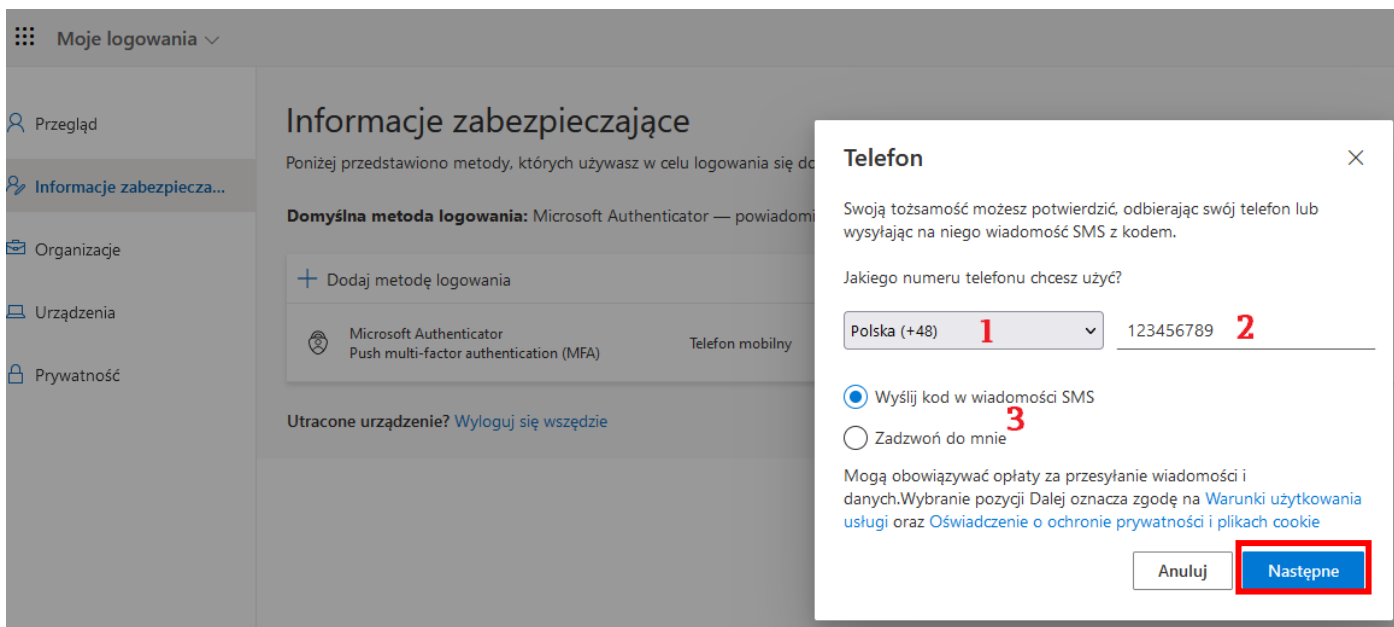 Moje logowania
Przegląd
Informacje zabezpiecza...
Organizacje
Urządzenia
Prywatność
Informacje zabezpieczające
Poniżej przedstawiono metody, których używasz w celu logowania się do
Domyślna metoda logowania: Microsoft Authenticator — powiadomi
+ Dodaj metodę logowania
Microsoft Authenticator
Push multi-factor authentication (MFA)
Telefon mobilny
Utracone urządzenie? Wyloguj się wszędzie
Telefon
Swoją tożsamość możesz potwierdzić, odbierając swój telefon lub
wysyłając na niego wiadomość SMS z kodem.
Jakiego numeru telefonu chcesz użyć?
Polska (+48) 1 123456789 2
Wyślij kod w wiadomości SMS
3
Zadzwoń do mnie
Mogą obowiązywać opłaty za przesyłanie wiadomości i
danych.Wybranie pozycji Dalej oznacza zgodę na Warunki użytkowania
usługi oraz Oświadczenie o ochronie prywatności i plikach cookie
Anuluj Następne